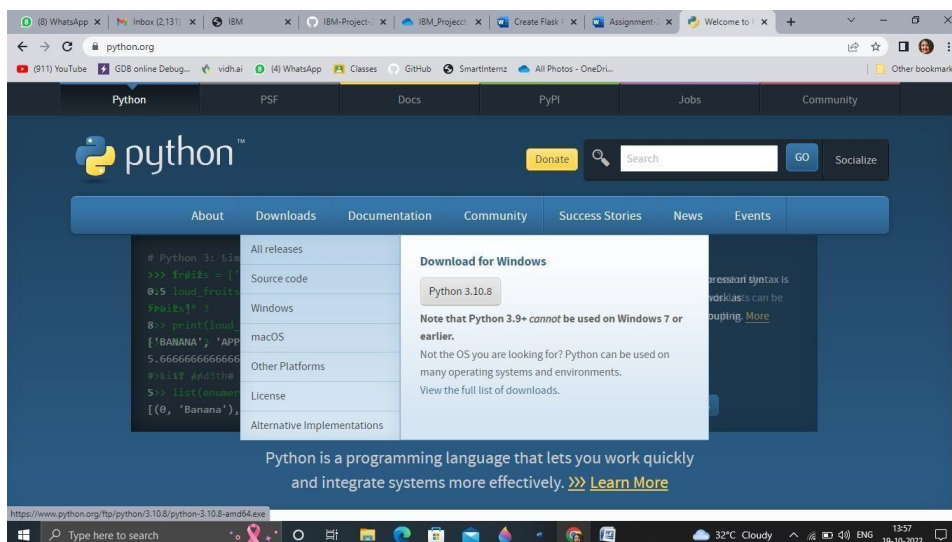 (8) WhatsApp
Inbox (2,131)
IBM
IBM-Project-
IBM_Project
Create Flask
Assignment-
Welcome to
python.org
(911) YouTube GDB online Debug... vidh.ai (4) WhatsApp Classes GitHub SmartInternz All Photos - OneDri... Other bookmark
Python PSF Docs PyPI Jobs Community
python™
Donate Search GO Socialize
About Downloads Documentation Community Success Stories News Events
# Python 3: Sim
>>> print(loud_
['BANANA', 'APP
5.6666666666666
>>> list(enumer
[(0, 'Banana'),
All releases
Source code
Windows
macOS
Other Platforms
License
Alternative Implementations
Download for Windows
Python 3.10.8
Note that Python 3.9+ cannot be used on Windows 7 or
earlier.
Not the OS you are looking for? Python can be used on
many operating systems and environments.
View the full list of downloads.
More
Python is a programming language that lets you work quickly
and integrate systems more effectively. >>> Learn More
https://www.python.org/ftp/python/3.10.8/python-3.10.8-amd64.exe
Type here to search
32°C Cloudy
ENG
13:57
19-10-2022